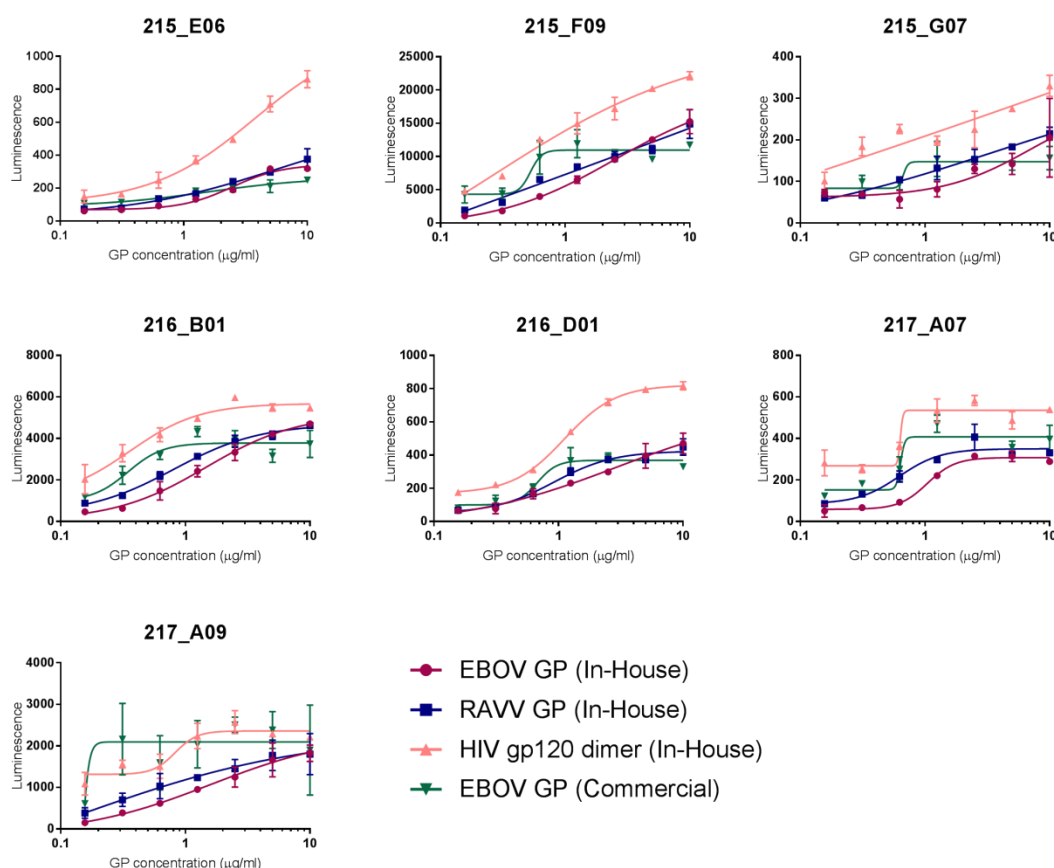 215_E06
215_F09
215_G07
Luminescence
1000
800
600
400
200
0
0.1
1
10
GP concentration (μg/ml)
Luminescence
25000
20000
15000
10000
5000
0
0.1
1
10
GP concentration (μg/ml)
Luminescence
400
300
200
100
0
0.1
1
10
GP concentration (μg/ml)
216_B01
216_D01
217_A07
Luminescence
8000
6000
4000
2000
0
0.1
1
10
GP concentration (μg/ml)
Luminescence
1000
800
600
400
200
0
0.1
1
10
GP concentration (μg/ml)
Luminescence
800
600
400
200
0
0.1
1
10
GP concentration (μg/ml)
217_A09
Luminescence
4000
3000
2000
1000
0
0.1
1
10
GP concentration (μg/ml)
EBOV GP (In-House)
RAVV GP (In-House)
HIV gp120 dimer (In-House)
EBOV GP (Commercial)